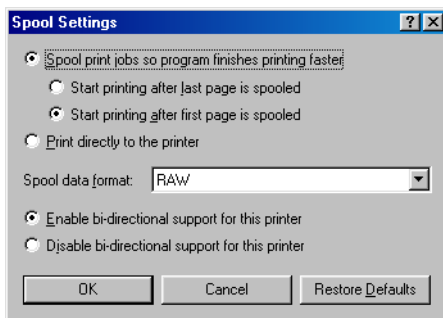 Spool Settings
Spool print jobs so program finishes printing faster
Start printing after last page is spooled
Start printing after first page is spooled
Print directly to the printer
Spool data format: RAW
Enable bi-directional support for this printer
Disable bi-directional support for this printer
OK Cancel Restore Defaults